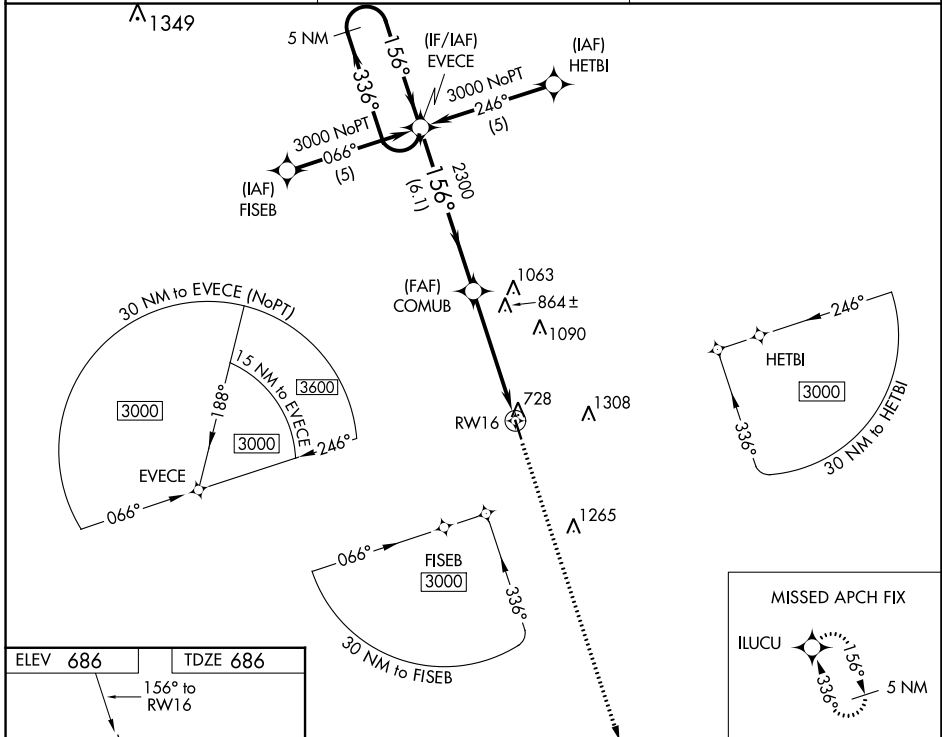 1349
5 NM
156°
336°
(IF/IAF)
EVECE
(IAF)
HETBI
3000 NoPT
246°
(5)
3000 NoPT
066°
(5)
(IAF)
FISEB
2300
156°
(6.1)
(FAF)
COMUB
1063
864±
1090
30 NM to EVECE (NoPT)
15 NM to EVECE
3600
3000
188°
3000
246°
EVECE
066°
246°
HETBI
3000
336°
30 NM to HETBI
728
RW16
1308
1265
066°
FISEB
3000
336°
30 NM to FISEB
MISSED APCH FIX
ILUCU
156°
336°
5 NM
ELEV 686
TDZE 686
156° to
RW16